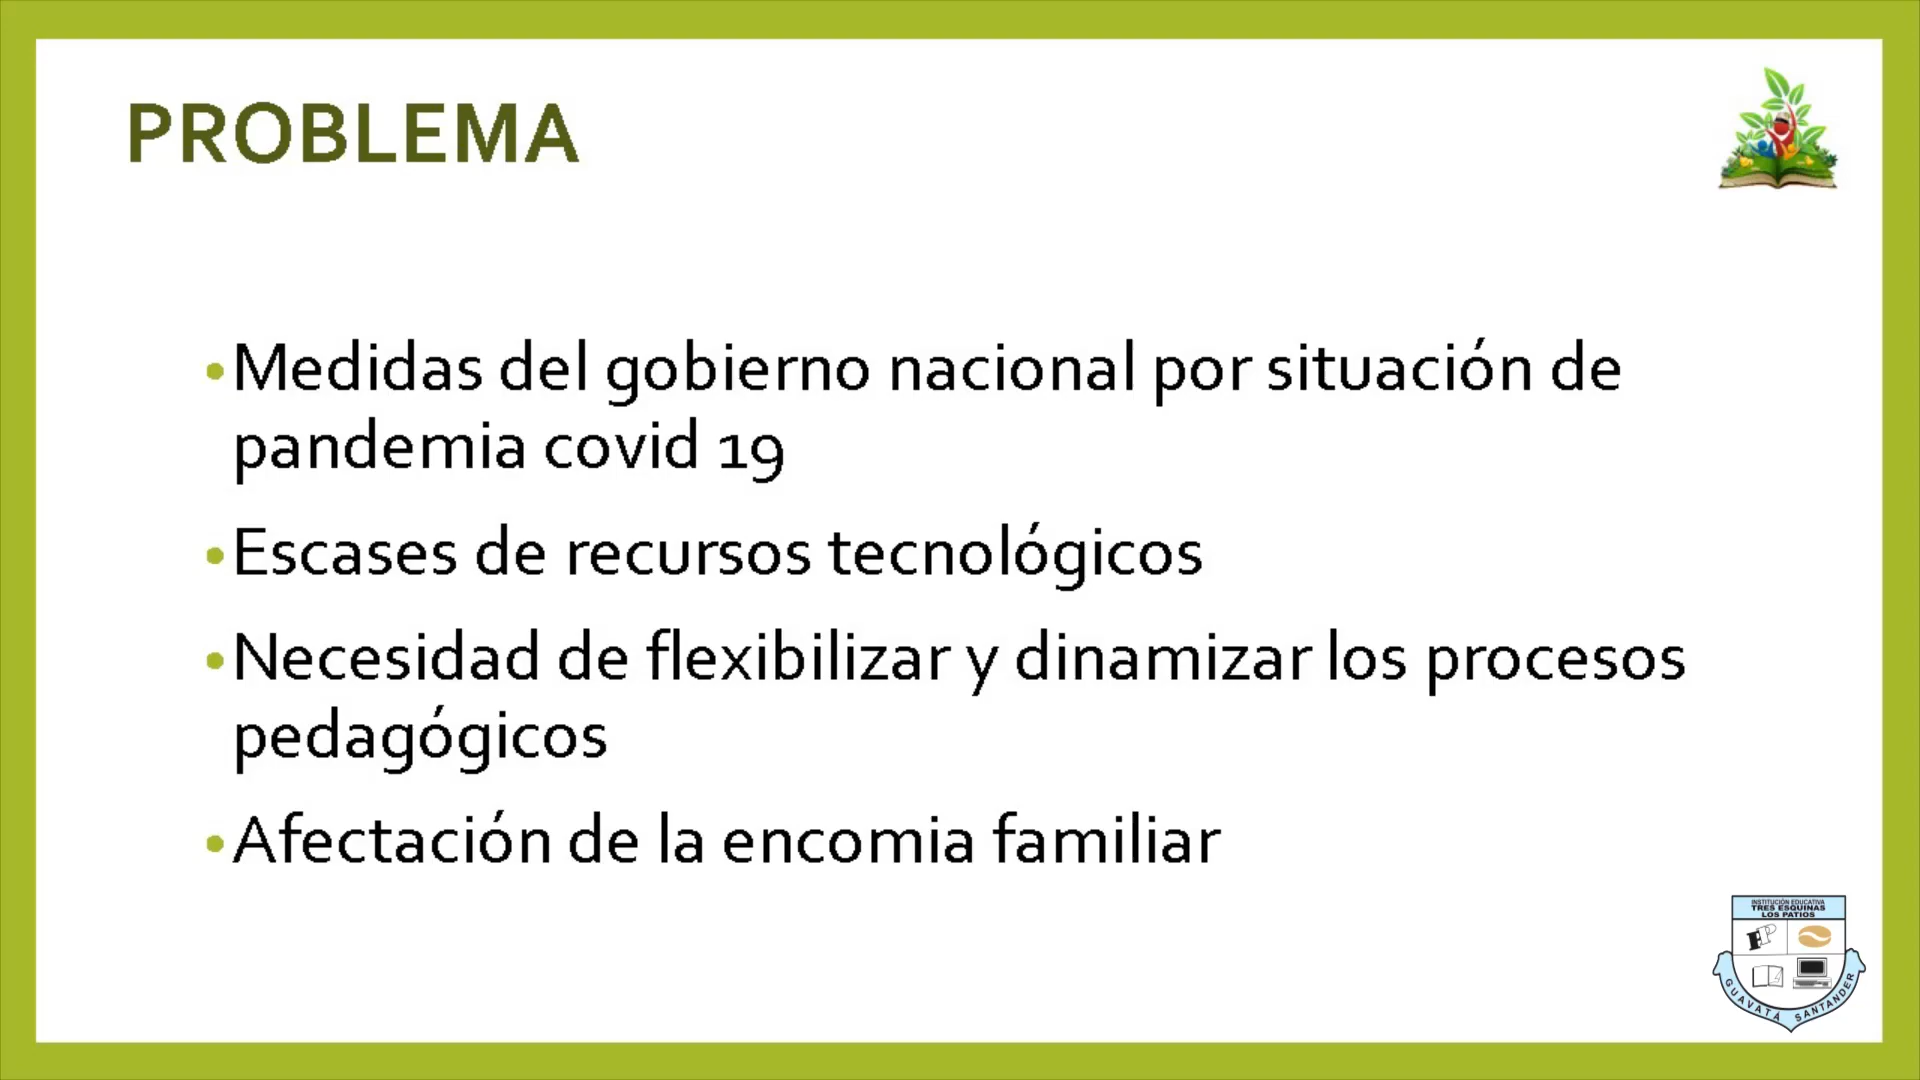 PROBLEMA
•Medidas del gobierno nacional por situación de
pandemia covid 19
•Escases de recursos tecnológicos
•Necesidad de flexibilizar y dinamizar los procesos
pedagógicos
•Afectación de la encomia familiar
INSTITUCIÓN EDUCATIVA
TRES ESQUINAS
LOS PATIOS
GUAVATÁ SANTANDER